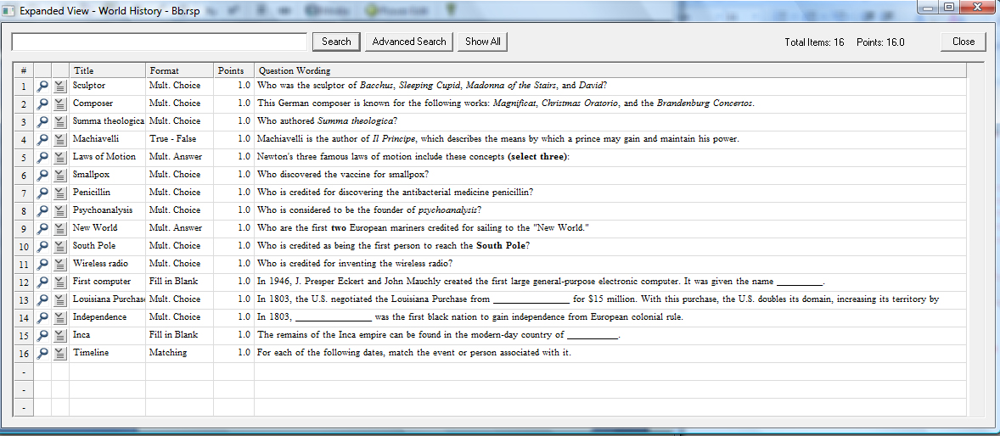 Expanded View - World History - Bb.rsp
Search Advanced Search Show All Total Items: 16 Points: 16.0 Close
# Title Format Points Question Wording
1 Sculptor Mult. Choice 1.0 Who was the sculptor of Bacchus, Sleeping Cupid, Madonna of the Stairs, and David?
2 Composer Mult. Choice 1.0 This German composer is known for the following works: Magnificat, Christmas Oratorio, and the Brandenburg Concertos.
3 Summa theologica Mult. Choice 1.0 Who authored Summa theologica?
4 Machiavelli True - False 1.0 Machiavelli is the author of Il Principe, which describes the means by which a prince may gain and maintain his power.
5 Laws of Motion Mult. Answer 1.0 Newton's three famous laws of motion include these concepts (select three):
6 Smallpox Mult. Choice 1.0 Who discovered the vaccine for smallpox?
7 Penicillin Mult. Choice 1.0 Who is credited for discovering the antibacterial medicine penicillin?
8 Psychoanalysis Mult. Choice 1.0 Who is considered to be the founder of psychoanalysis?
9 New World Mult. Answer 1.0 Who are the first two European mariners credited for sailing to the "New World."
10 South Pole Mult. Choice 1.0 Who is credited as being the first person to reach the South Pole?
11 Wireless radio Mult. Choice 1.0 Who is credited for inventing the wireless radio?
12 First computer Fill in Blank 1.0 In 1946, J. Presper Eckert and John Mauchly created the first large general-purpose electronic computer. It was given the name _________.
13 Louisiana Purchas Mult. Choice 1.0 In 1803, the U.S. negotiated the Louisiana Purchase from _______________ for $15 million. With this purchase, the U.S. doubles its domain, increasing its territory by
14 Independence Mult. Choice 1.0 In 1803, _______________ was the first black nation to gain independence from European colonial rule.
15 Inca Fill in Blank 1.0 The remains of the Inca empire can be found in the modern-day country of __________.
16 Timeline Matching 1.0 For each of the following dates, match the event or person associated with it.
-
-
-